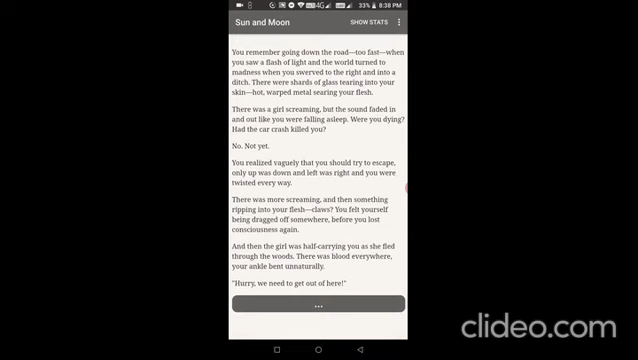 4G 33% 8:38 PM
Sun and Moon SHOW STATS
You remember going down the road—too fast—when
you saw a flash of light and the world turned to
madness when you swerved to the right and into a
ditch. There were shards of glass tearing into your
skin—hot, warped metal searing your flesh.
There was a girl screaming, but the sound faded in
and out like you were falling asleep. Were you dying?
Had the car crash killed you?
No. Not yet.
You realized vaguely that you should try to escape,
only up was down and left was right and you were
twisted every way.
There was more screaming, and then something
ripping into your flesh—claws? You felt yourself
being dragged off somewhere, before you lost
consciousness again.
And then the girl was half-carrying you as she fled
through the woods. There was blood everywhere,
your ankle bent unnaturally.
"Hurry, we need to get out of here!"
...
clideo.com